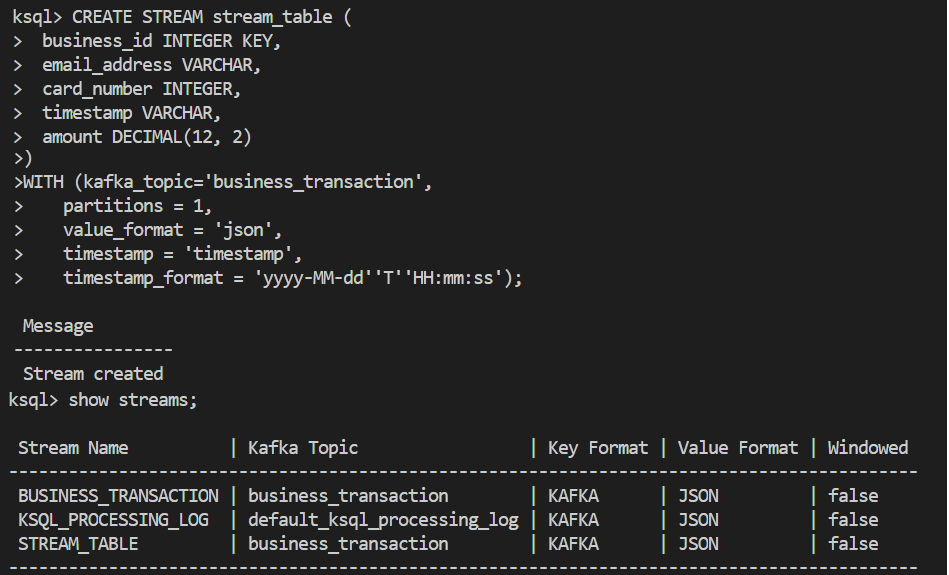 ksql> CREATE STREAM stream_table (
>  business_id INTEGER KEY,
>  email_address VARCHAR,
>  card_number INTEGER,
>  timestamp VARCHAR,
>  amount DECIMAL(12, 2)
>)
>WITH (kafka_topic='business_transaction',
>    partitions = 1,
>    value_format = 'json',
>    timestamp = 'timestamp',
>    timestamp_format = 'yyyy-MM-dd''T''HH:mm:ss');

 Message
----------------
 Stream created
ksql> show streams;

 Stream Name          | Kafka Topic                 | Key Format | Value Format | Windowed
------------------------------------------------------------------------------------------
 BUSINESS_TRANSACTION | business_transaction        | KAFKA      | JSON         | false
 KSQL_PROCESSING_LOG  | default_ksql_processing_log | KAFKA      | JSON         | false
 STREAM_TABLE         | business_transaction        | KAFKA      | JSON         | false
------------------------------------------------------------------------------------------